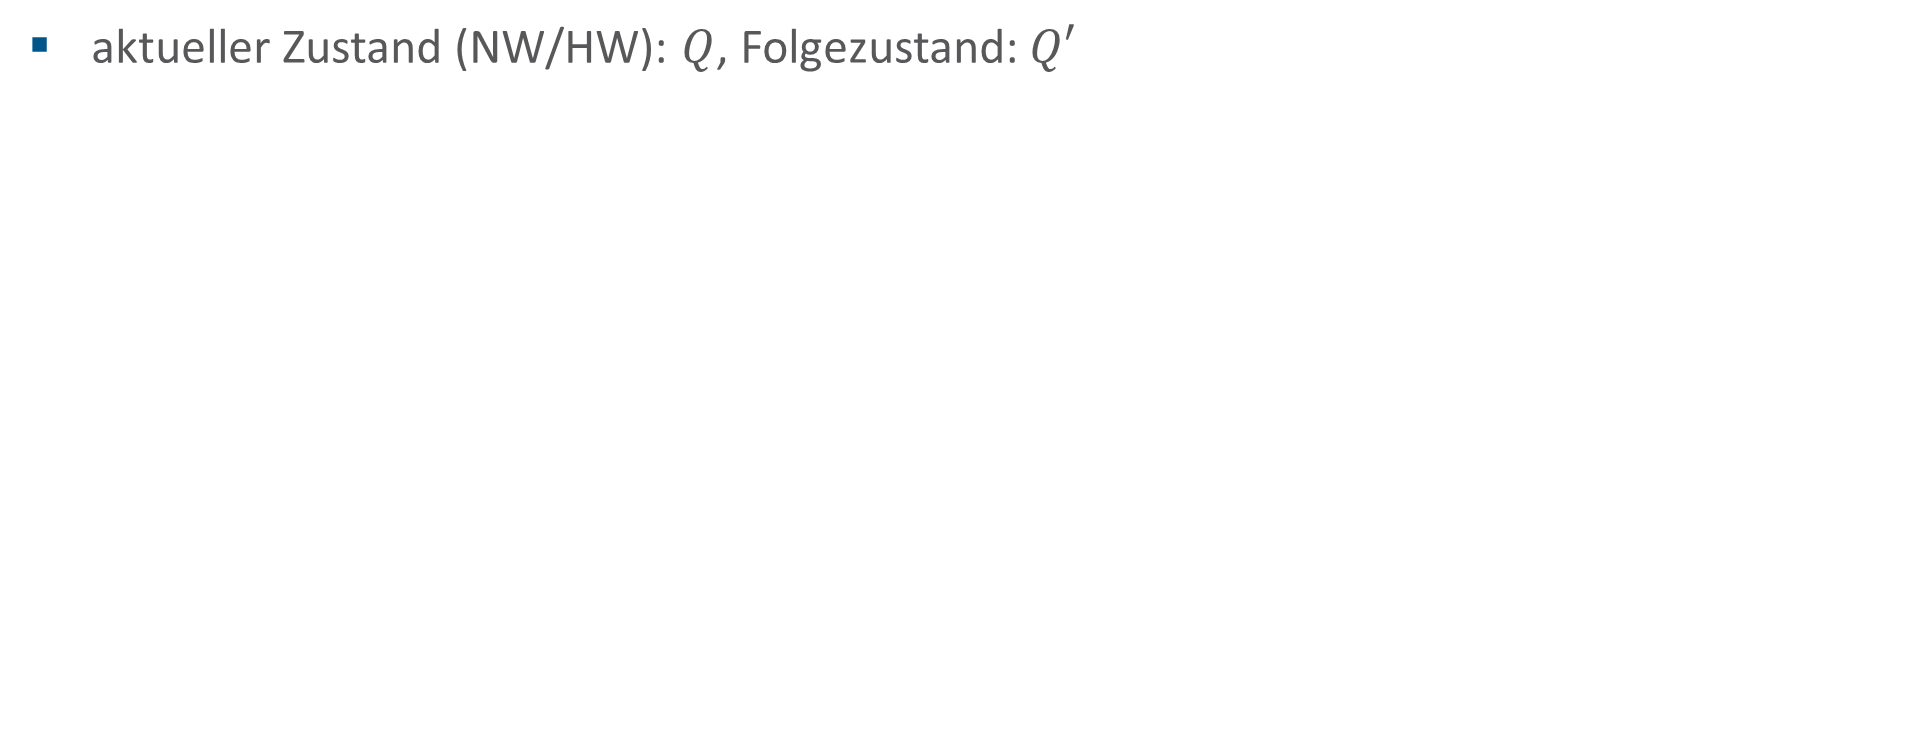 ▪ aktueller Zustand (NW/HW): Q, Folgezustand: Q′